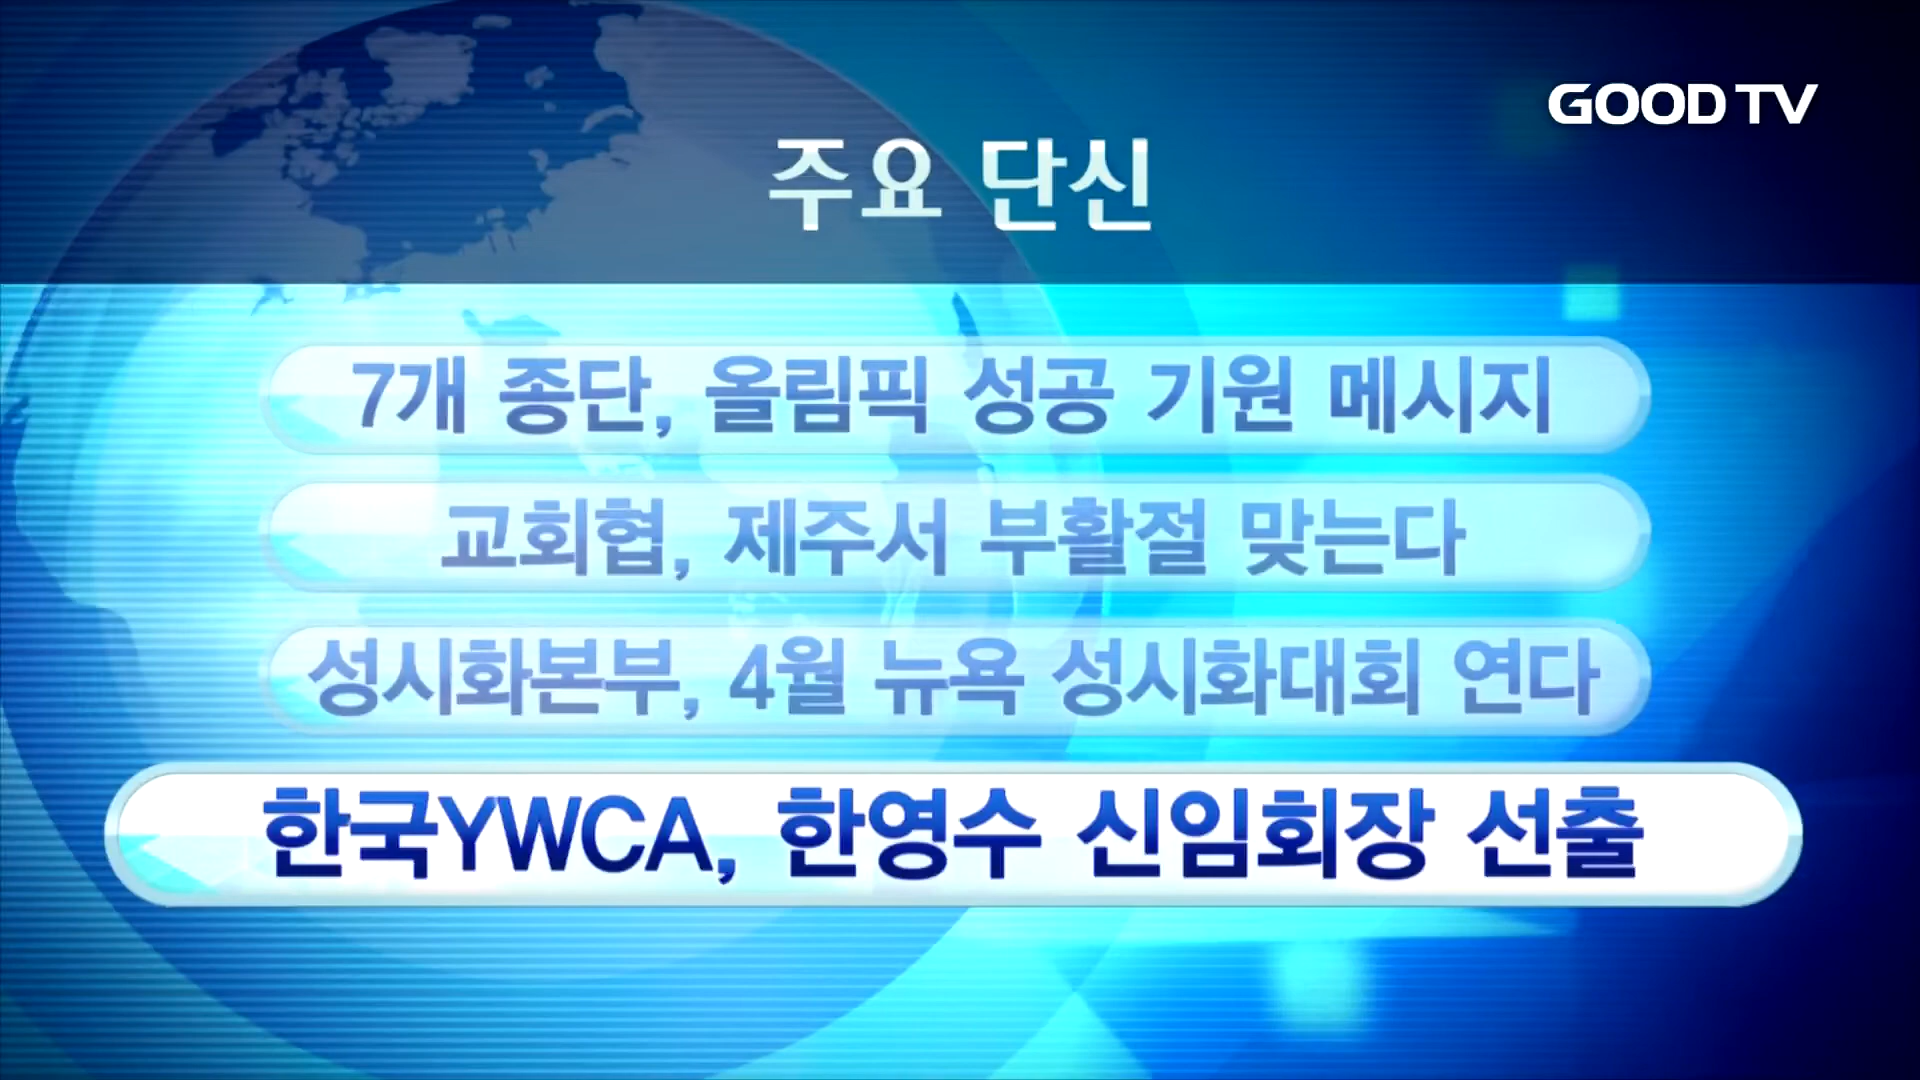 GOOD TV
주요 단신
7개 종단, 올림픽 성공 기원 메시지
교회협, 제주서 부활절 맞는다
성시화본부, 4월 뉴욕 성시화대회 연다
한국YWCA, 한영수 신임회장 선출